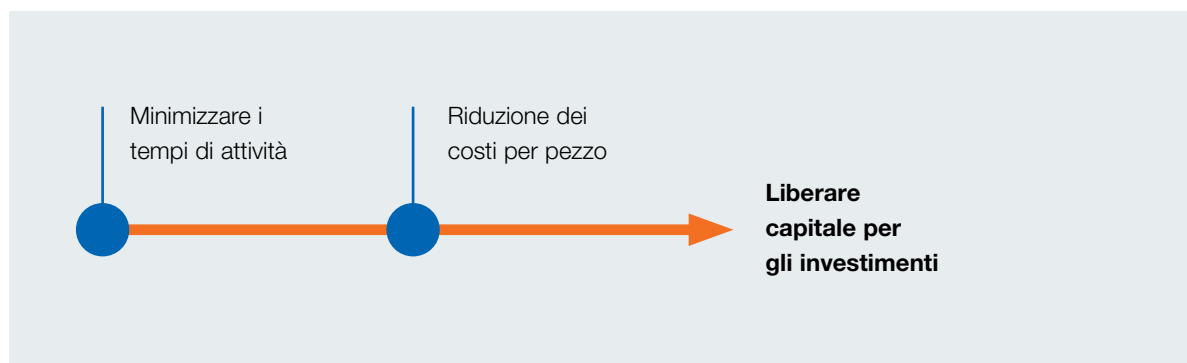 Minimizzare i
tempi di attività
Riduzione dei
costi per pezzo
Liberare
capitale per
gli investimenti